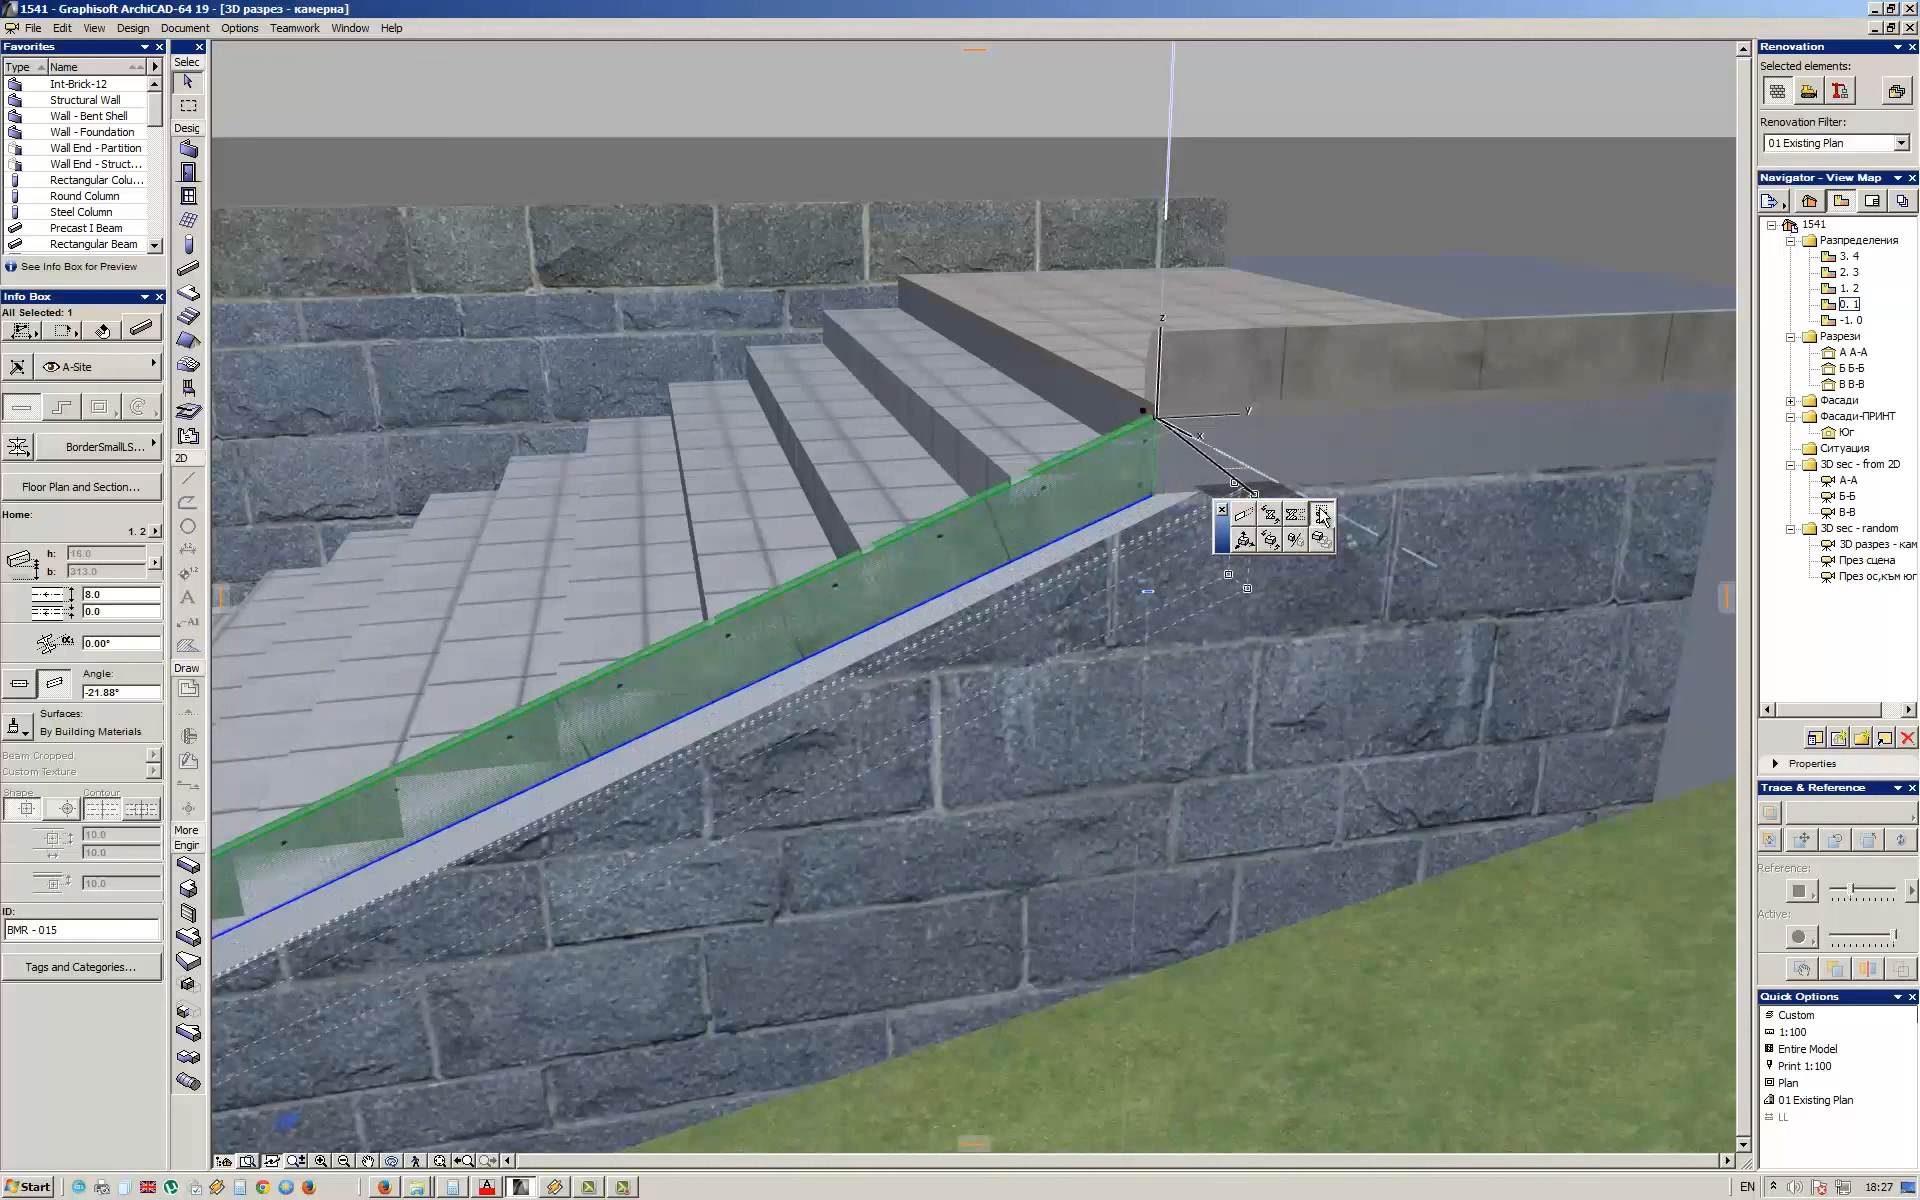 1541 - Graphisoft ArchiCAD-64 19 - [3D разрез - камерна]
File Edit View Design Document Options Teamwork Window Help
Favorites
Type Name
Int-Brick-12
Structural Wall
Wall - Bent Shell
Wall - Foundation
Wall End - Partition
Wall End - Struct...
Rectangular Colu...
Round Column
Steel Column
Precast I Beam
Rectangular Beam
See Info Box for Preview
Info Box
All Selected: 1
A-Site
BorderSmallLS...
Floor Plan and Section...
Home:
1. 2
h: 16.0
b: 313.0
8.0
0.0
0.00°
Angle:
-21.88°
Surfaces:
By Building Materials
Beam Cropped
Custom Texture
Shape Contour
10.0
10.0
10.0
ID:
BMR - 015
Tags and Categories...
Selec
Desig
2D
Draw
More
Engir
z
y
x
Renovation
Selected elements:
Renovation Filter:
01 Existing Plan
Navigator - View Map
1541
Разпределения
3. 4
2. 3
1. 2
0. 1
-1. 0
Разрези
А А-А
Б Б-Б
В В-В
Фасади
Фасади-ПРИНТ
Юг
Ситуация
3D sec - from 2D
А-А
Б-Б
В-В
3D sec - random
3D разрез - кам
През сцена
През ос,към юг
Properties
Trace & Reference
Reference:
Active:
Quick Options
Custom
1:100
Entire Model
Print 1:100
Plan
01 Existing Plan
LL
Start
EN 18:27